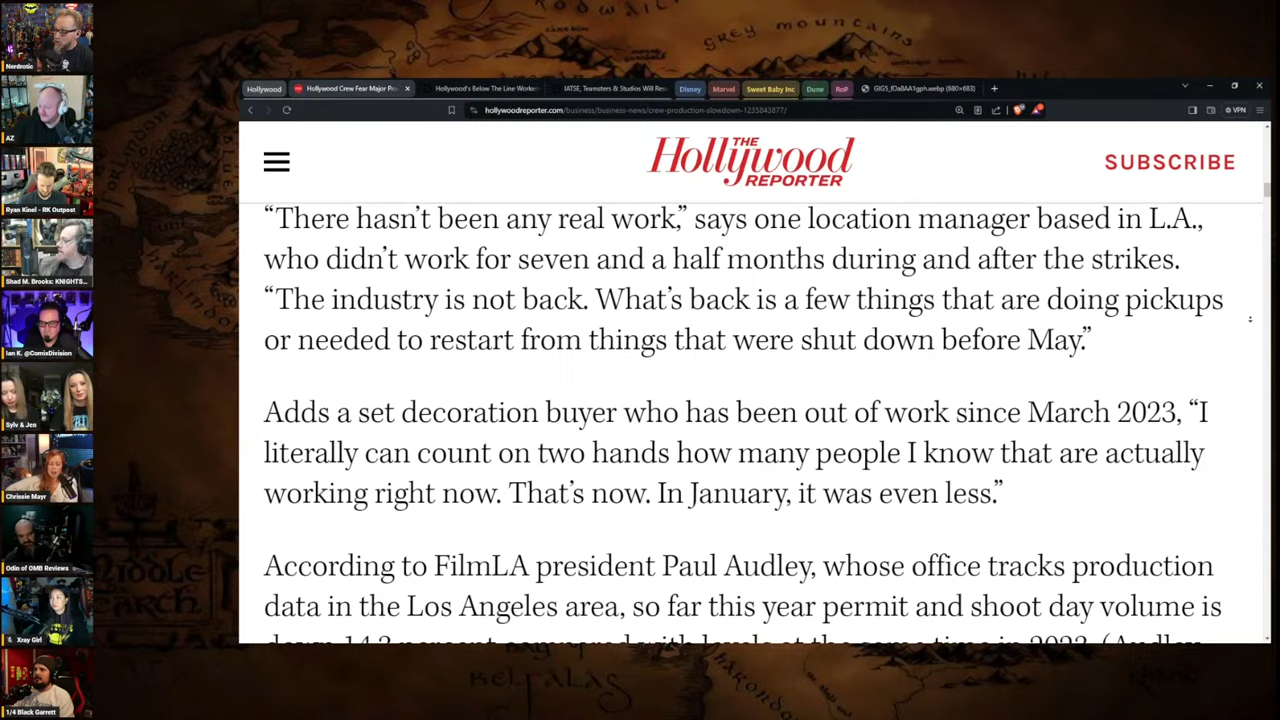 Nerdrotic
AZ
Ryan Kinel - RK Outpost
Shad M. Brooks: KNIGHTS...
Ian K. @ComixDivision
Sylv & Jen
Chrissie Mayr
Odin of OMB Reviews
Xray Girl
1/4 Black Garrett
GREY MOUNTAINS
Hollywood
Hollywood Crew Fear Major Pro
Hollywood's Below The Line Worker
IATSE, Teamsters & Studios Will Res
Disney
Marvel
Sweet Baby Inc
Dune
RoP
hollywoodreporter.com/business/business-news/crew-production-slowdown-1235843877/
VPN
THE
Hollywood
REPORTER
SUBSCRIBE
“There hasn’t been any real work,” says one location manager based in L.A.,
who didn’t work for seven and a half months during and after the strikes.
“The industry is not back. What’s back is a few things that are doing pickups
or needed to restart from things that were shut down before May.”
Adds a set decoration buyer who has been out of work since March 2023, “I
literally can count on two hands how many people I know that are actually
working right now. That’s now. In January, it was even less.”
According to FilmLA president Paul Audley, whose office tracks production
data in the Los Angeles area, so far this year permit and shoot day volume is
MIDDLE
EARTH
BELFALAS